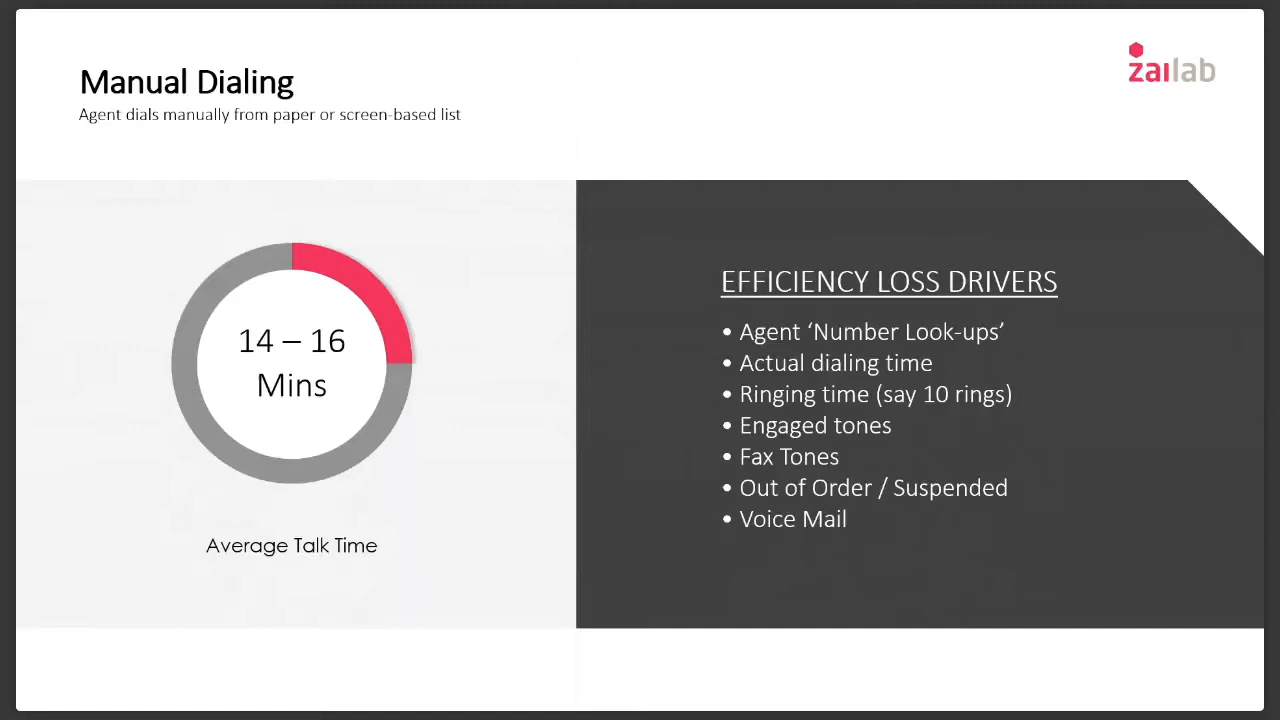 Manual Dialing
Agent dials manually from paper or screen-based list
zailab
14 – 16
Mins
Average Talk Time
EFFICIENCY LOSS DRIVERS
• Agent ‘Number Look-ups’
• Actual dialing time
• Ringing time (say 10 rings)
• Engaged tones
• Fax Tones
• Out of Order / Suspended
• Voice Mail